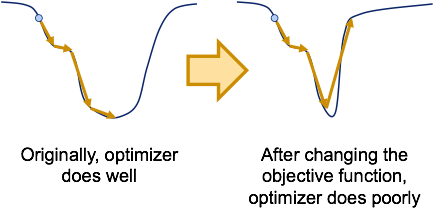 Originally, optimizer
does well
After changing the
objective function,
optimizer does poorly